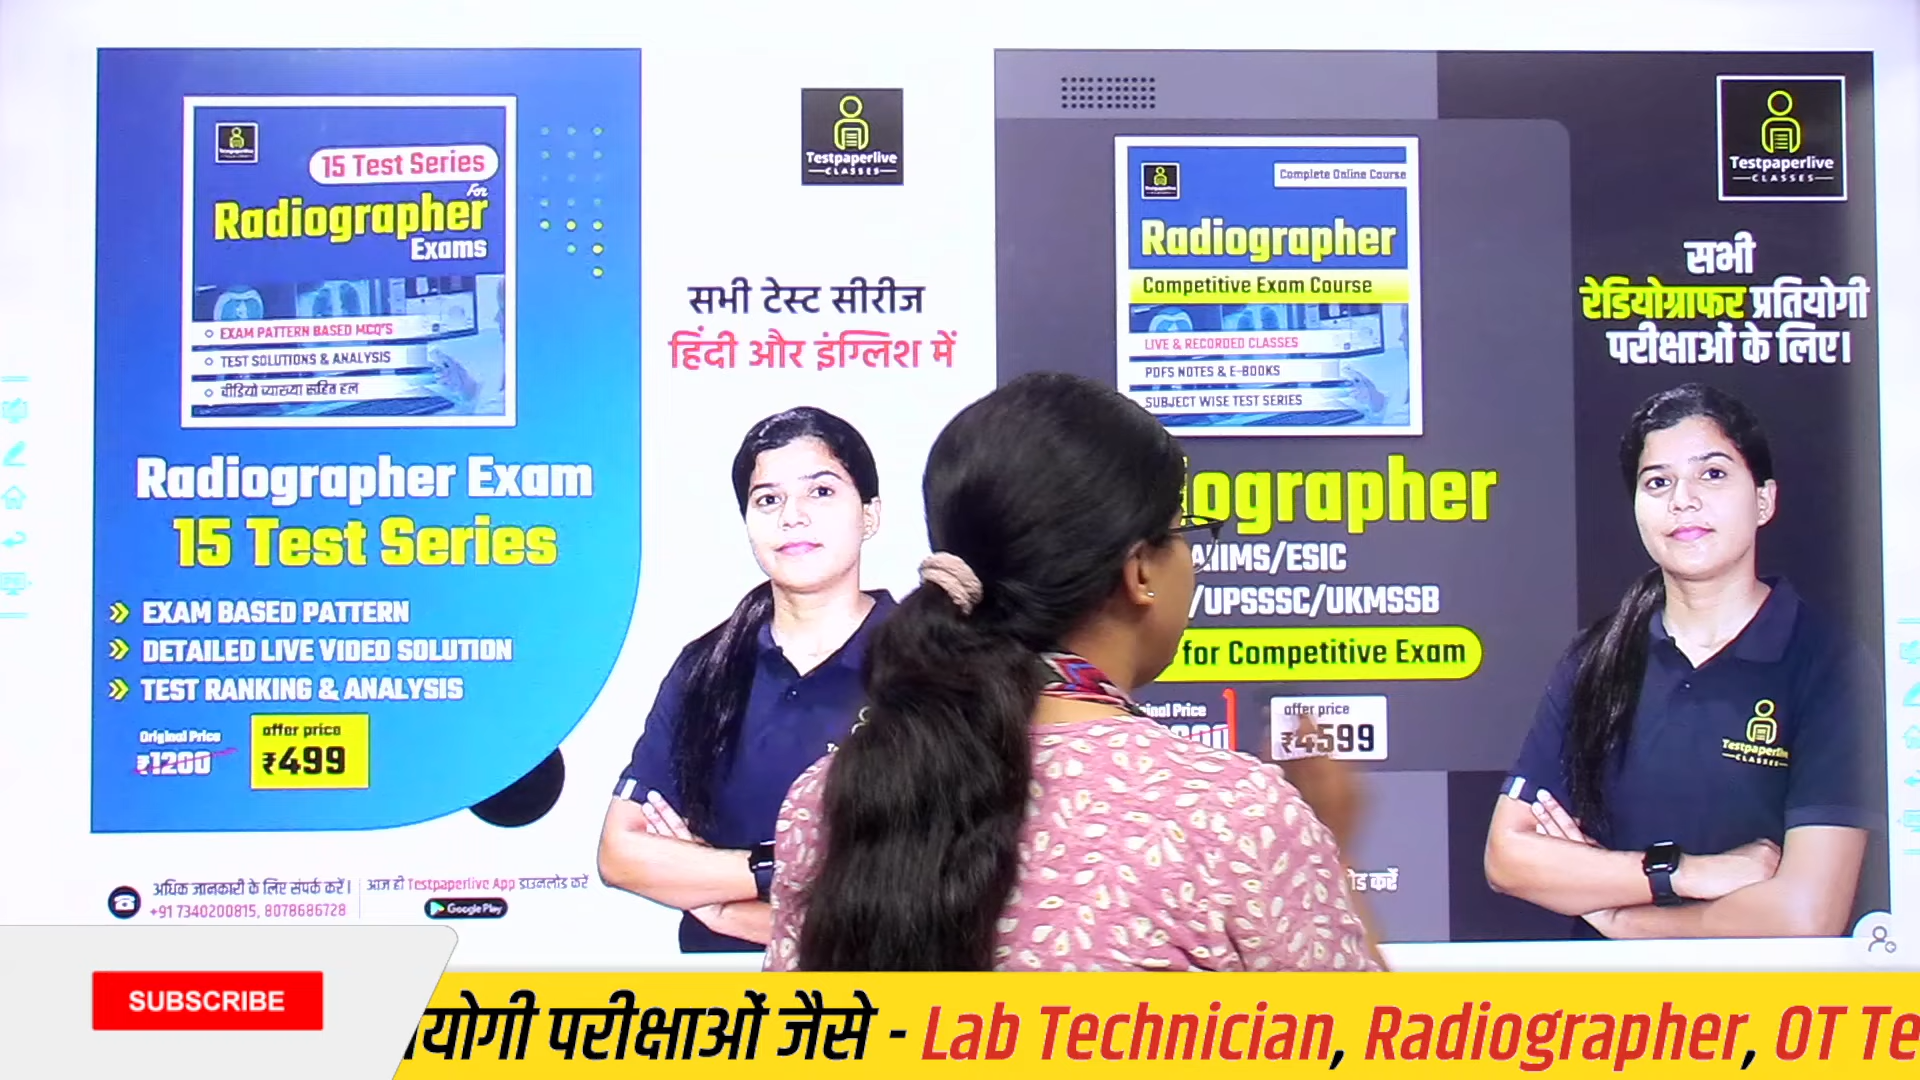 15 Test Series
For
Radiographer
Exams
EXAM PATTERN BASED MCQ'S
TEST SOLUTIONS & ANALYSIS
वीडियो व्याख्या सहित हल
Radiographer Exam
15 Test Series
EXAM BASED PATTERN
DETAILED LIVE VIDEO SOLUTION
TEST RANKING & ANALYSIS
Original Price
₹1200
offer price
₹499
अधिक जानकारी के लिए संपर्क करें।
+91 7340200815, 8078686728
आज ही Testpaperlive App डाउनलोड करें
Google Play
Testpaperlive
CLASSES
सभी टेस्ट सीरीज
हिंदी और इंग्लिश में
Complete Online Course
Radiographer
Competitive Exam Course
LIVE & RECORDED CLASSES
PDFS NOTES & E-BOOKS
SUBJECT WISE TEST SERIES
iographer
AIIMS/ESIC
/UPSSSC/UKMSSB
for Competitive Exam
Price
offer price
₹4599
करें
Testpaperlive
CLASSES
सभी
रेडियोग्राफर प्रतियोगी
परीक्षाओं के लिए।
Testpaperlive
CLASSES
SUBSCRIBE
योगी परीक्षाओं जैसे - Lab Technician, Radiographer, OT Te